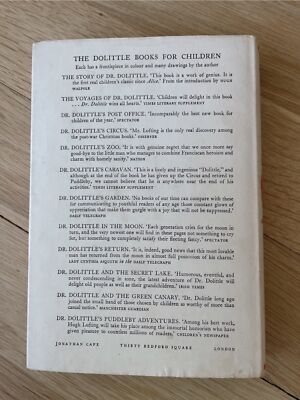 THE DOLITTLE BOOKS FOR CHILDREN
Each has a frontispiece in colour and many drawings by the author
THE STORY OF DR. DOLITTLE. 'This book is a work of genius. It is
the first real children's classic since Alice.' From the introduction by HUGH
WALPOLE
THE VOYAGES OF DR. DOLITTLE. 'Children will delight in this
book . . . Dr. Dolittle wins all hearts.' TIMES LITERARY SUPPLEMENT
DR. DOLITTLE'S POST OFFICE. 'Incomparably the best new book for
children of the year.' SPECTATOR
DR. DOLITTLE'S CIRCUS. 'Mr. Lofting is the only real discovery among
the post-war Christmas books.' OBSERVER
DR. DOLITTLE'S ZOO. 'It is with genuine regret that we once more say
good-bye to the little man who manages to combine Franciscan heroism and
charm with homely sanity.' NATION
DR. DOLITTLE'S CARAVAN. 'This is a lively and ingenious "Dolittle," and
although at the end of the book he has given up the Circus and retired to
Puddleby, we cannot believe that he is anywhere near the end of his
activities.' TIMES LITERARY SUPPLEMENT
DR. DOLITTLE'S GARDEN. 'No books of our time can compare with these
for communicating to youthful readers of any age those constant glows of
appreciation that make them gurgle with a joy that will not be suppressed.'
DAILY TELEGRAPH
DR. DOLITTLE IN THE MOON. 'Each generation cries for the moon in
turn, and the very newest one will find in these pages not something to cry
for, but something to completely satisfy their fleeting fancy.' SPECTATOR
DR. DOLITTLE'S RETURN. 'It is, indeed, good news that this most lovable
man has returned from the moon in almost full possession of his charm.'
LADY CYNTHIA ASQUITH in the DAILY TELEGRAPH
DR. DOLITTLE AND THE SECRET LAKE. 'Humorous, eventful, and
never condescending in tone, the latest adventure of Dr. Dolittle will
delight old people as well as their grandchildren.' IRISH TIMES
DR. DOLITTLE AND THE GREEN CANARY. 'Dr. Dolittle long ago
joined the small band of those chosen by children as worthy of more than
casual notice.' MANCHESTER GUARDIAN
DR. DOLITTLE'S PUDDLEBY ADVENTURES. 'Among his best work,
Hugh Lofting will take his place among the immortal humorists who have
given pleasure to countless millions of readers.' CHILDREN'S NEWSPAPER
JONATHAN CAPE THIRTY BEDFORD SQUARE LONDON